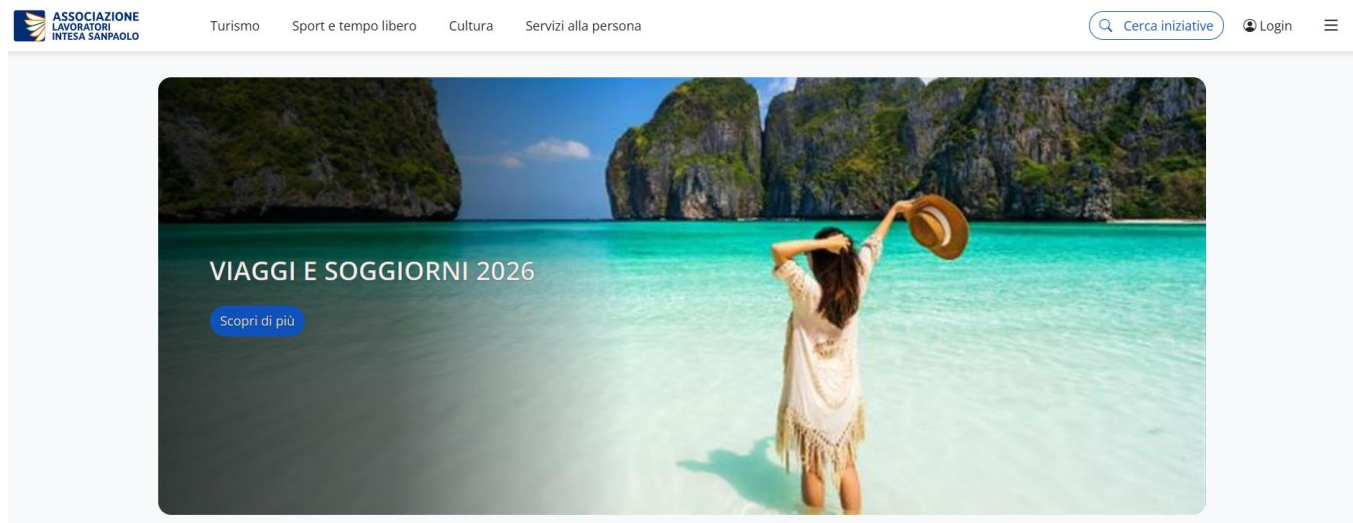 ASSOCIAZIONE
LAVORATORI
INTESA SANPAOLO
Turismo
Sport e tempo libero
Cultura
Servizi alla persona
Cerca iniziative
Login
VIAGGI E SOGGIORNI 2026
Scopri di più